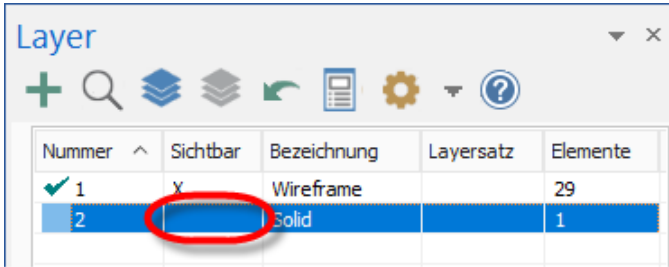 Layer
Nummer Sichtbar Bezeichnung Layersatz Elemente
1 X Wireframe 29
2 Solid 1